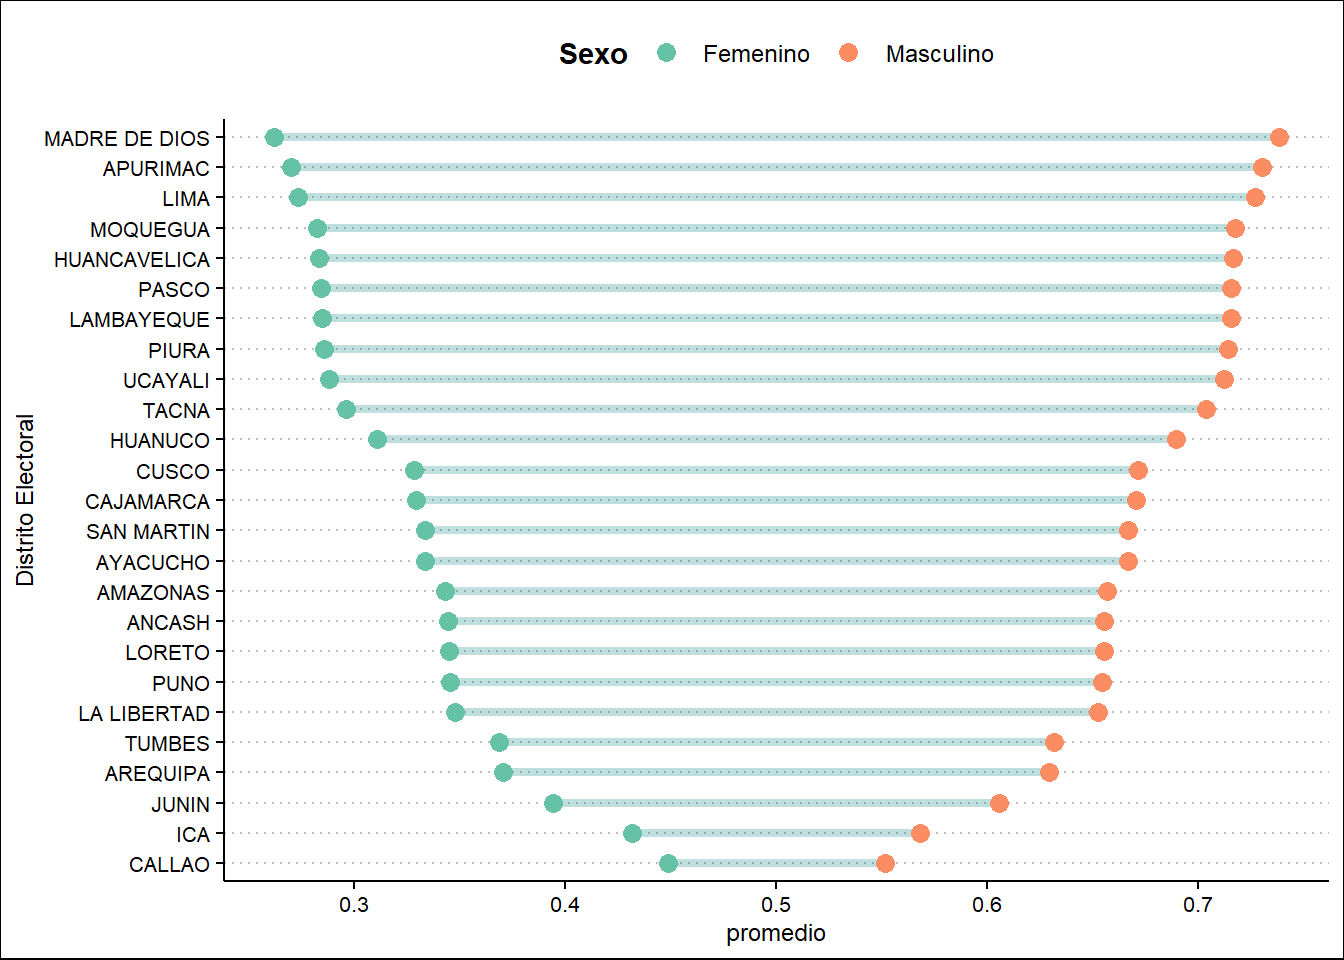 Sexo Femenino Masculino
MADRE DE DIOS
APURIMAC
LIMA
MOQUEGUA
HUANCAVELICA
PASCO
LAMBAYEQUE
PIURA
UCAYALI
TACNA
HUANUCO
CUSCO
CAJAMARCA
SAN MARTIN
AYACUCHO
AMAZONAS
ANCASH
LORETO
PUNO
LA LIBERTAD
TUMBES
AREQUIPA
JUNIN
ICA
CALLAO
Distrito Electoral
0.3 0.4 0.5 0.6 0.7
promedio